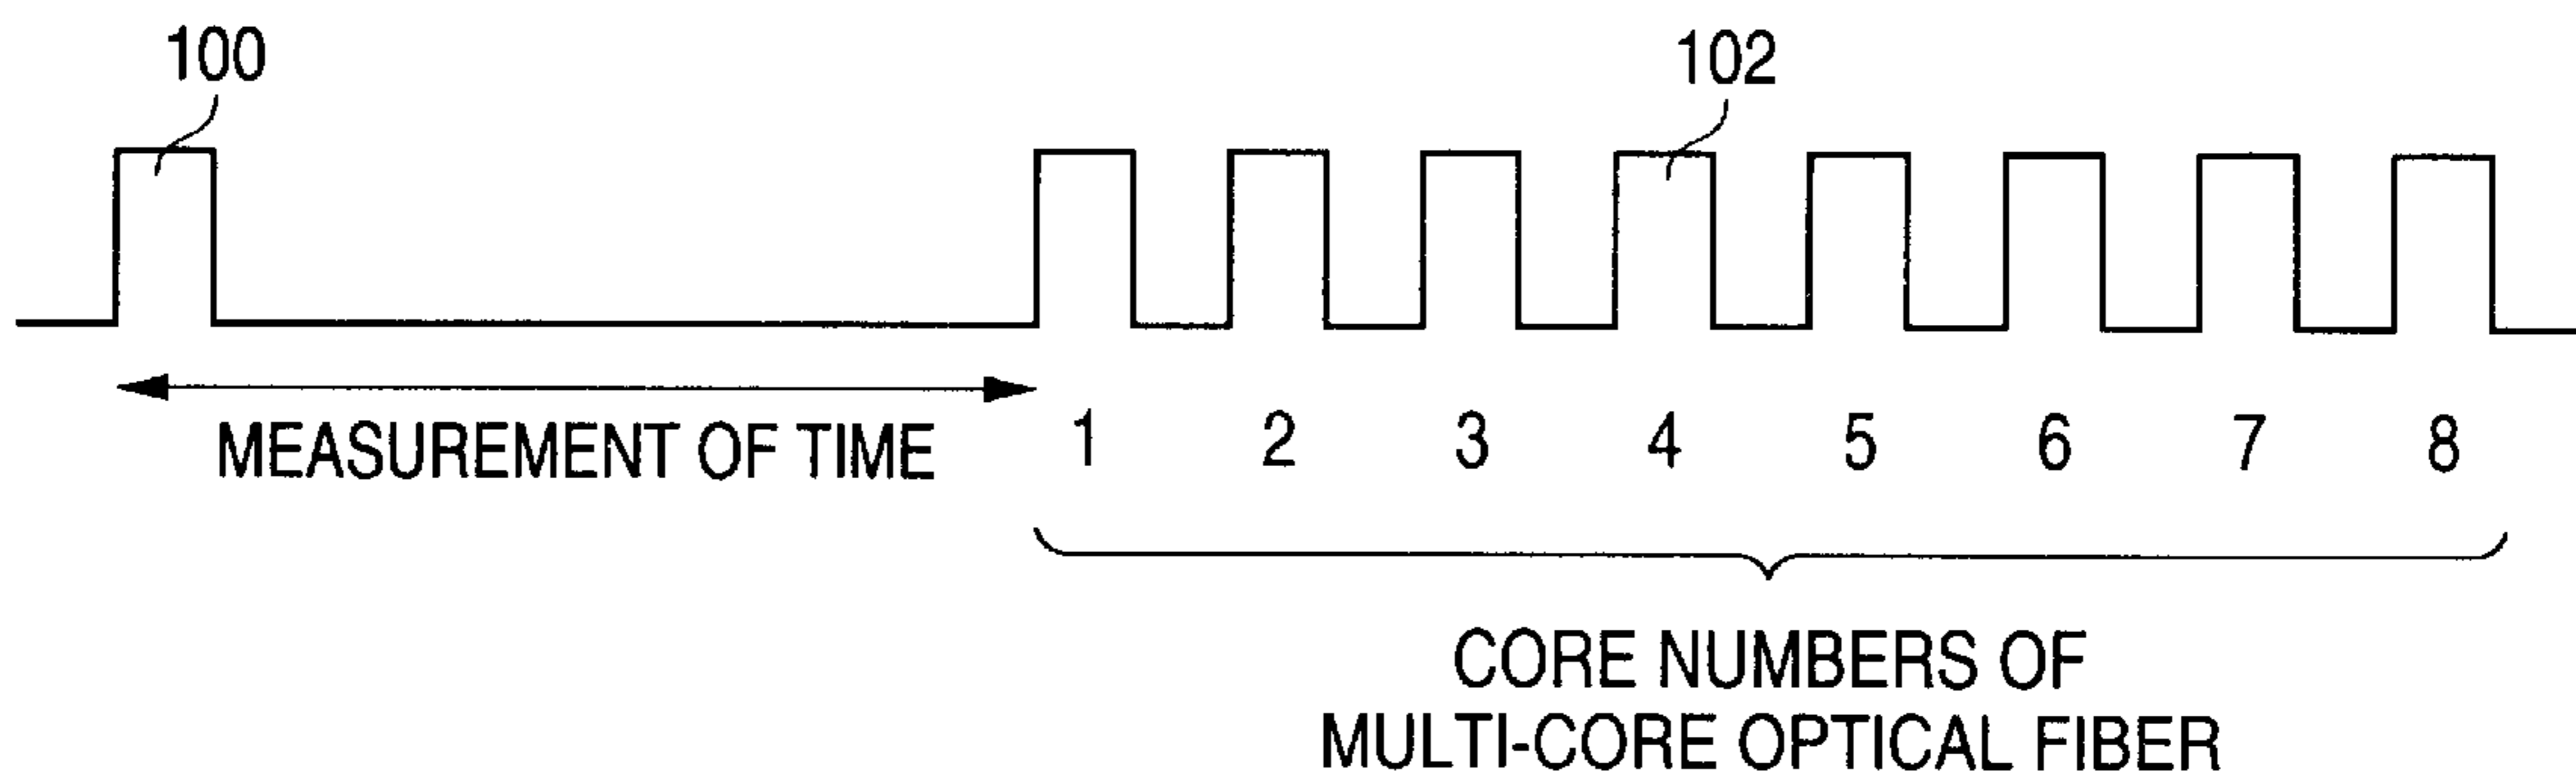 100
102
MEASUREMENT OF TIME
1 2 3 4 5 6 7 8
CORE NUMBERS OF
MULTI-CORE OPTICAL FIBER